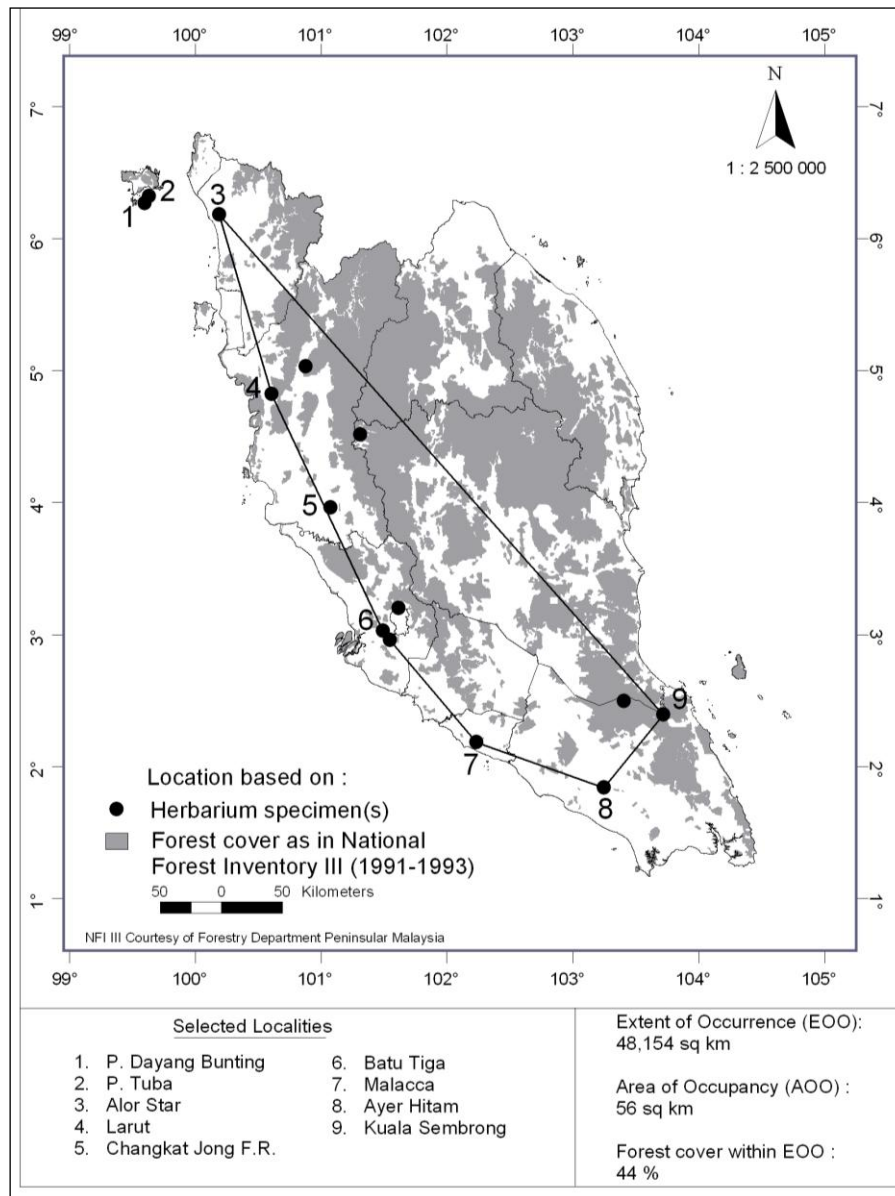 99° 100° 101° 102° 103° 104° 105°
N
1 : 2 500 000
7° 7°
6° 6°
5° 5°
4° 4°
3° 3°
2° 2°
1° 1°
1
2
3
4
5
6
7
8
9
Location based on :
Herbarium specimen(s)
Forest cover as in National
Forest Inventory III (1991-1993)
50 0 50 Kilometers
NFI III Courtesy of Forestry Department Peninsular Malaysia
99° 100° 101° 102° 103° 104° 105°
Selected Localities
1. P. Dayang Bunting
2. P. Tuba
3. Alor Star
4. Larut
5. Changkat Jong F.R.
6. Batu Tiga
7. Malacca
8. Ayer Hitam
9. Kuala Sembrong
Extent of Occurrence (EOO):
48,154 sq km
Area of Occupancy (AOO) :
56 sq km
Forest cover within EOO :
44 %